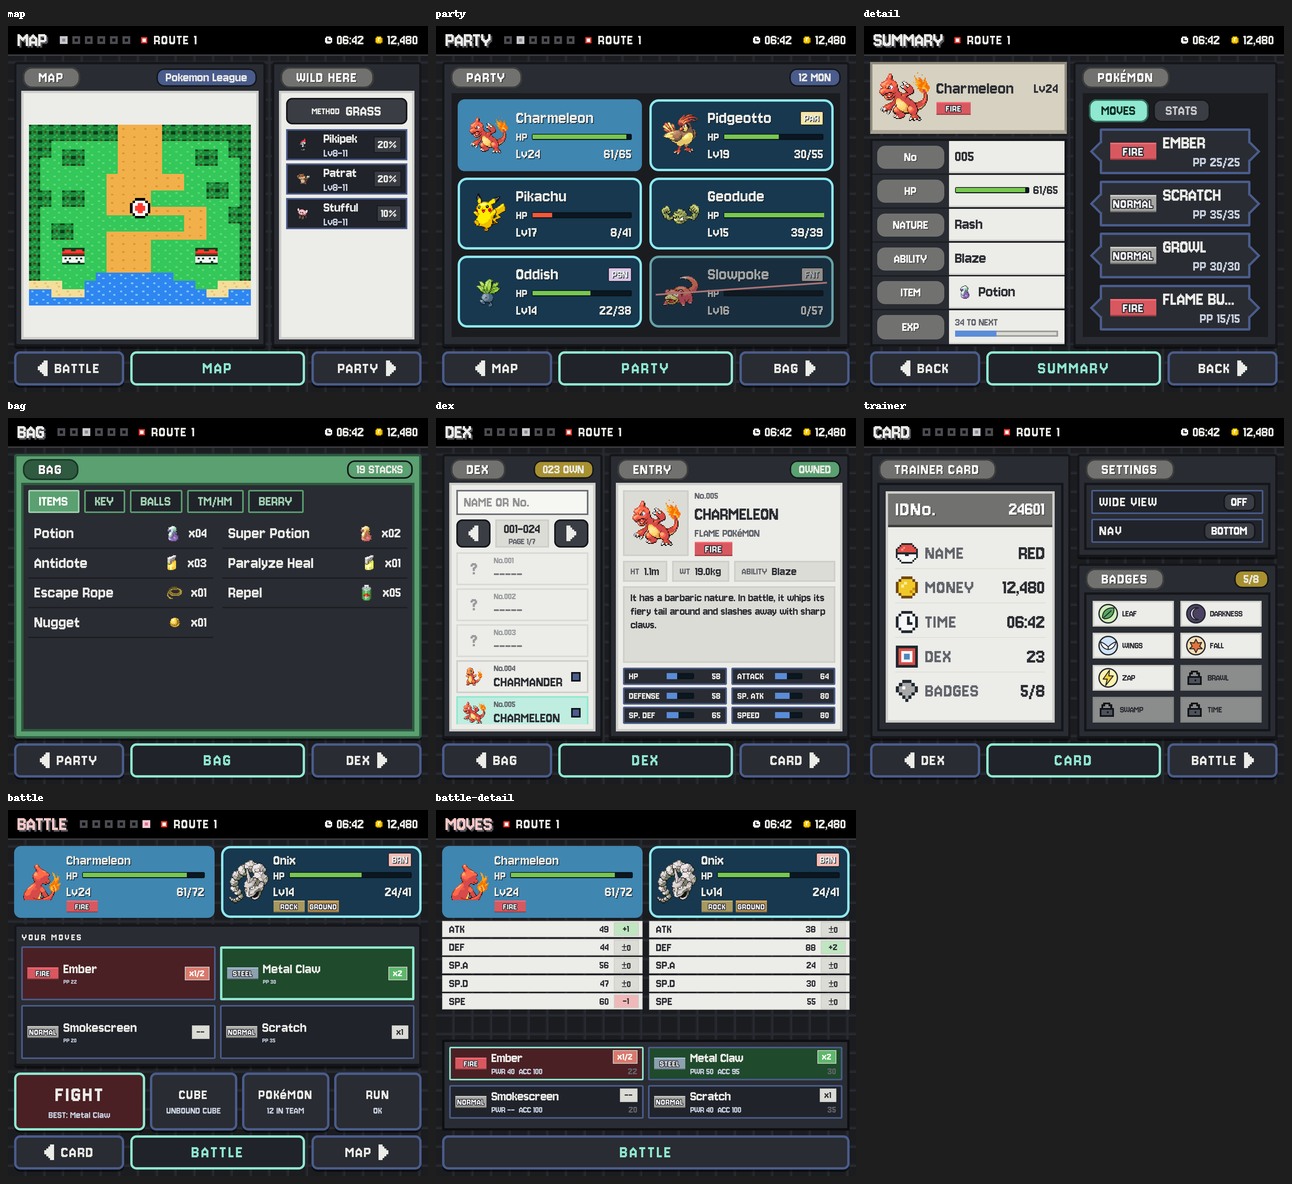 map
MAP
ROUTE 1
06:42
12,480
MAP
Pokemon League
WILD HERE
METHOD GRASS
Pikipek
Lv8-11
20%
Patrat
Lv8-11
20%
Stufful
Lv8-11
10%
BATTLE
MAP
PARTY
party
PARTY
ROUTE 1
06:42
12,480
PARTY
12 MON
Charmeleon
HP
Lv24
61/65
Pidgeotto
PAR
HP
Lv19
30/55
Pikachu
HP
Lv17
8/41
Geodude
HP
Lv15
39/39
Oddish
PSN
HP
Lv14
22/38
Slowpoke
FNT
HP
Lv16
0/57
MAP
PARTY
BAG
detail
SUMMARY
ROUTE 1
06:42
12,480
Charmeleon
Lv24
FIRE
No
005
HP
61/65
NATURE
Rash
ABILITY
Blaze
ITEM
Potion
EXP
34 TO NEXT
POKéMON
MOVES
STATS
FIRE
EMBER
PP 25/25
NORMAL
SCRATCH
PP 35/35
NORMAL
GROWL
PP 30/30
FIRE
FLAME BU...
PP 15/15
BACK
SUMMARY
BACK
bag
BAG
ROUTE 1
06:42
12,480
BAG
19 STACKS
ITEMS
KEY
BALLS
TM/HM
BERRY
Potion
x04
Super Potion
x02
Antidote
x03
Paralyze Heal
x01
Escape Rope
x01
Repel
x05
Nugget
x01
PARTY
BAG
DEX
dex
DEX
ROUTE 1
06:42
12,480
DEX
023 OWN
NAME OR No.
001-024
PAGE 1/7
?
No.001
-----
?
No.002
-----
?
No.003
-----
No.004
CHARMANDER
No.005
CHARMELEON
ENTRY
OWNED
No.005
CHARMELEON
FLAME POKéMON
FIRE
HT 1.1m
WT 19.0kg
ABILITY Blaze
It has a barbaric nature. In battle, it whips its
fiery tail around and slashes away with sharp
claws.
HP
58
ATTACK
64
DEFENSE
58
SP. ATK
80
SP. DEF
65
SPEED
80
BAG
DEX
CARD
trainer
CARD
ROUTE 1
06:42
12,480
TRAINER CARD
IDNo.
24601
NAME
RED
MONEY
12,480
TIME
06:42
DEX
23
BADGES
5/8
SETTINGS
WIDE VIEW
OFF
NAV
BOTTOM
BADGES
5/8
LEAF
DARKNESS
WINGS
FALL
ZAP
BRAWL
SWAMP
TIME
DEX
CARD
BATTLE
battle
BATTLE
ROUTE 1
06:42
12,480
Charmeleon
HP
Lv24
61/72
FIRE
Onix
BRN
HP
Lv14
24/41
ROCK
GROUND
YOUR MOVES
FIRE
Ember
PP 22
x1/2
STEEL
Metal Claw
PP 30
x2
NORMAL
Smokescreen
PP 20
--
NORMAL
Scratch
PP 35
x1
FIGHT
BEST: Metal Claw
CUBE
UNBOUND CUBE
POKéMON
12 IN TEAM
RUN
OK
CARD
BATTLE
MAP
battle-detail
MOVES
ROUTE 1
06:42
12,480
Charmeleon
HP
Lv24
61/72
FIRE
Onix
BRN
HP
Lv14
24/41
ROCK
GROUND
ATK
49
+1
DEF
44
±0
SP.A
56
±0
SP.D
47
±0
SPE
60
-1
ATK
38
±0
DEF
88
+2
SP.A
24
±0
SP.D
30
±0
SPE
55
±0
FIRE
Ember
PWR 40 ACC 100
x1/2
22
STEEL
Metal Claw
PWR 50 ACC 95
x2
30
NORMAL
Smokescreen
PWR -- ACC 100
--
20
NORMAL
Scratch
PWR 40 ACC 100
x1
35
BATTLE